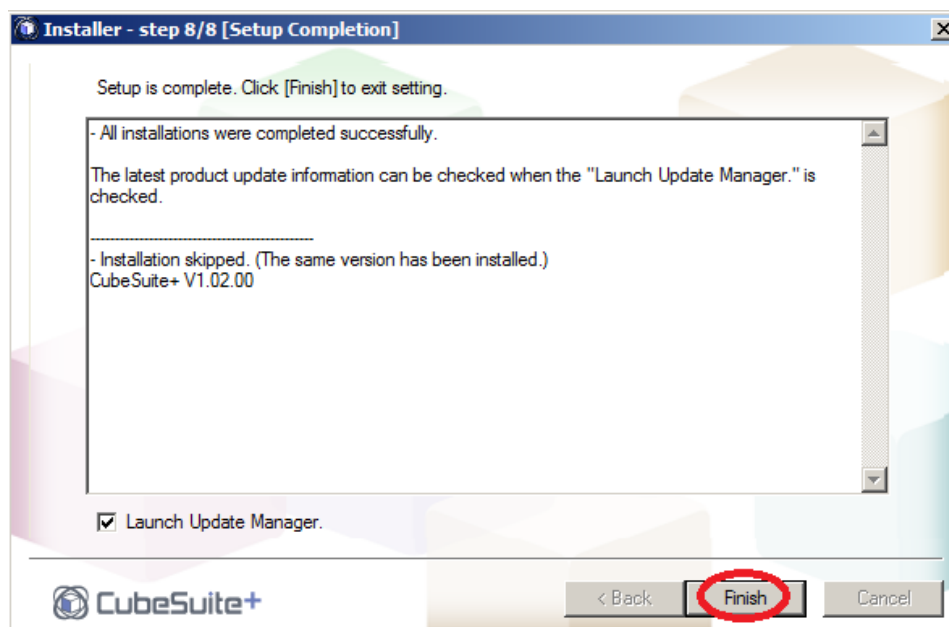 Installer - step 8/8 [Setup Completion]
Setup is complete. Click [Finish] to exit setting.
- All installations were completed successfully.
The latest product update information can be checked when the "Launch Update Manager." is
checked.
----------------------------------------------
- Installation skipped. (The same version has been installed.)
CubeSuite+ V1.02.00
Launch Update Manager.
CubeSuite+
< Back
Finish
Cancel